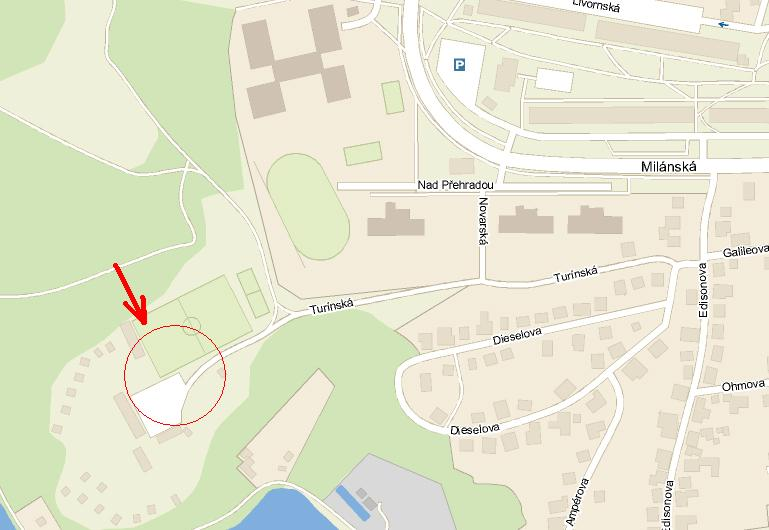 Livornská
P
Milánská
Nad Přehradou
Novarská
Galileova
Turínská
Edisonova
Turínská
Dieselova
Ohmova
Dieselova
Ampérova
Edisonova